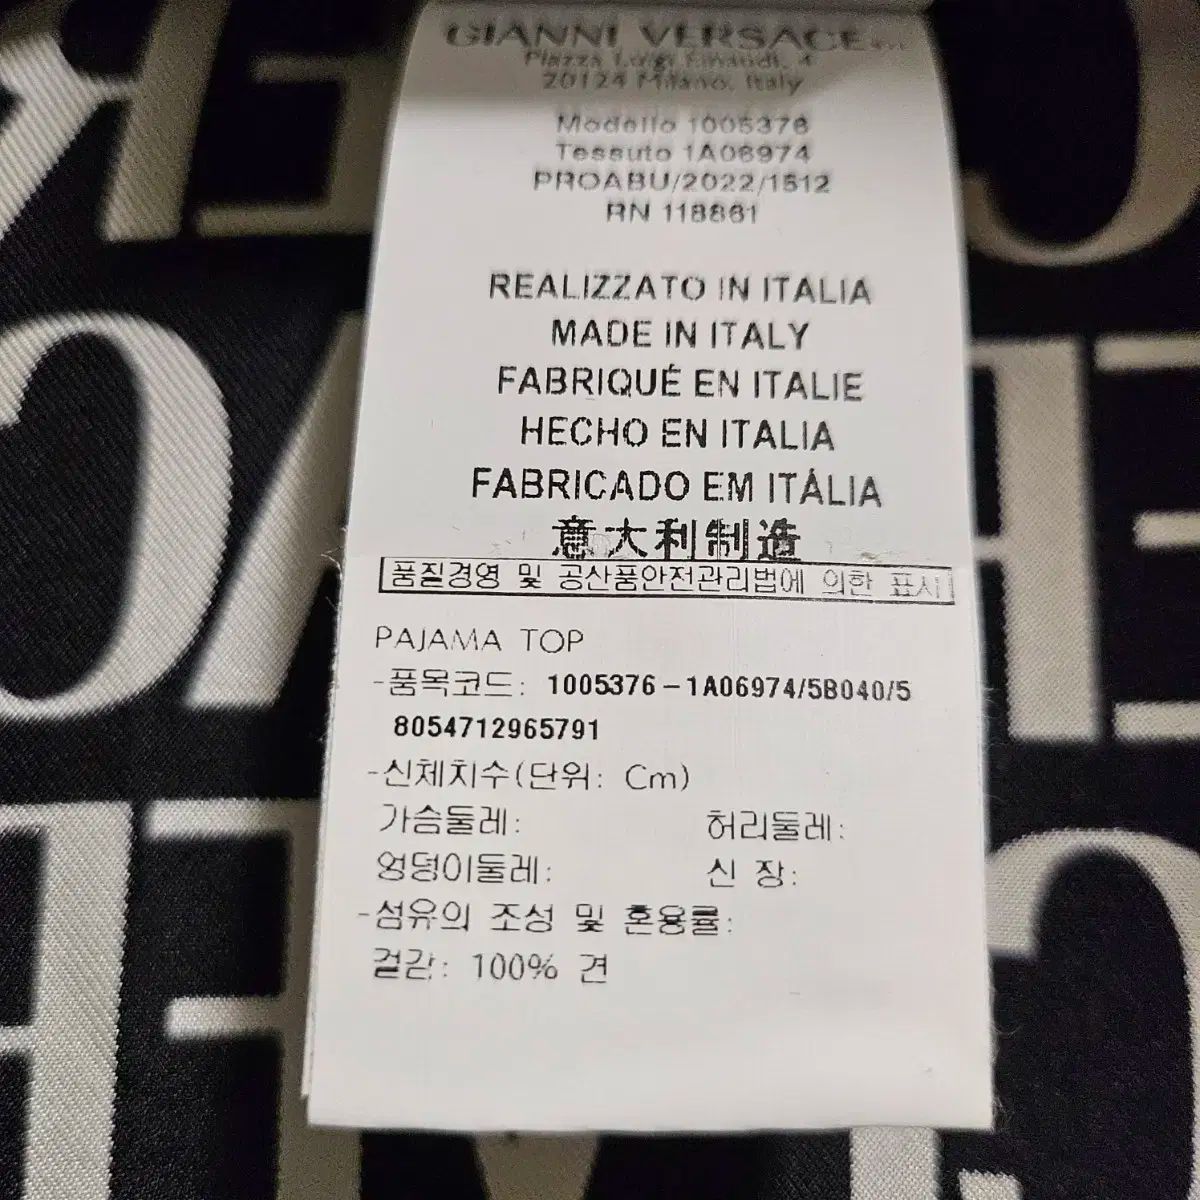 GIANNI VERSACE s.r.l.
Piazza Luigi Einaudi, 4
20124 Milano, Italy
Modello 1005376
Tessuto 1A06974
PROABU/2022/1512
RN 118861
REALIZZATO IN ITALIA
MADE IN ITALY
FABRIQUÉ EN ITALIE
HECHO EN ITALIA
FABRICADO EM ITÁLIA
意大利制造
품질경영 및 공산품안전관리법에 의한 표시
PAJAMA TOP
-품목코드: 1005376-1A06974/5B040/5
8054712965791
-신체치수(단위: Cm)
가슴둘레: 허리둘레:
엉덩이둘레: 신 장:
-섬유의 조성 및 혼용률:
겉감: 100% 견